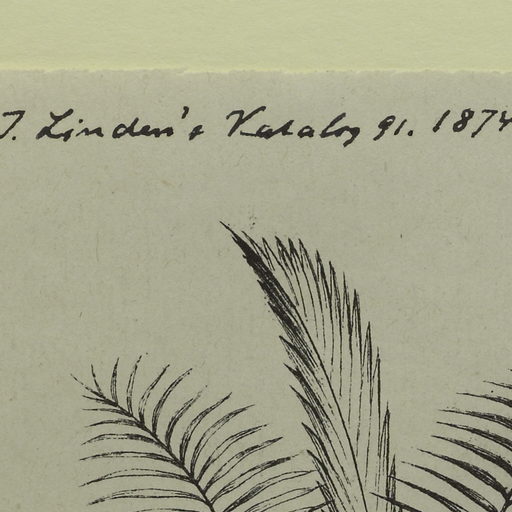 J. Linden's Katalog 91. 1874